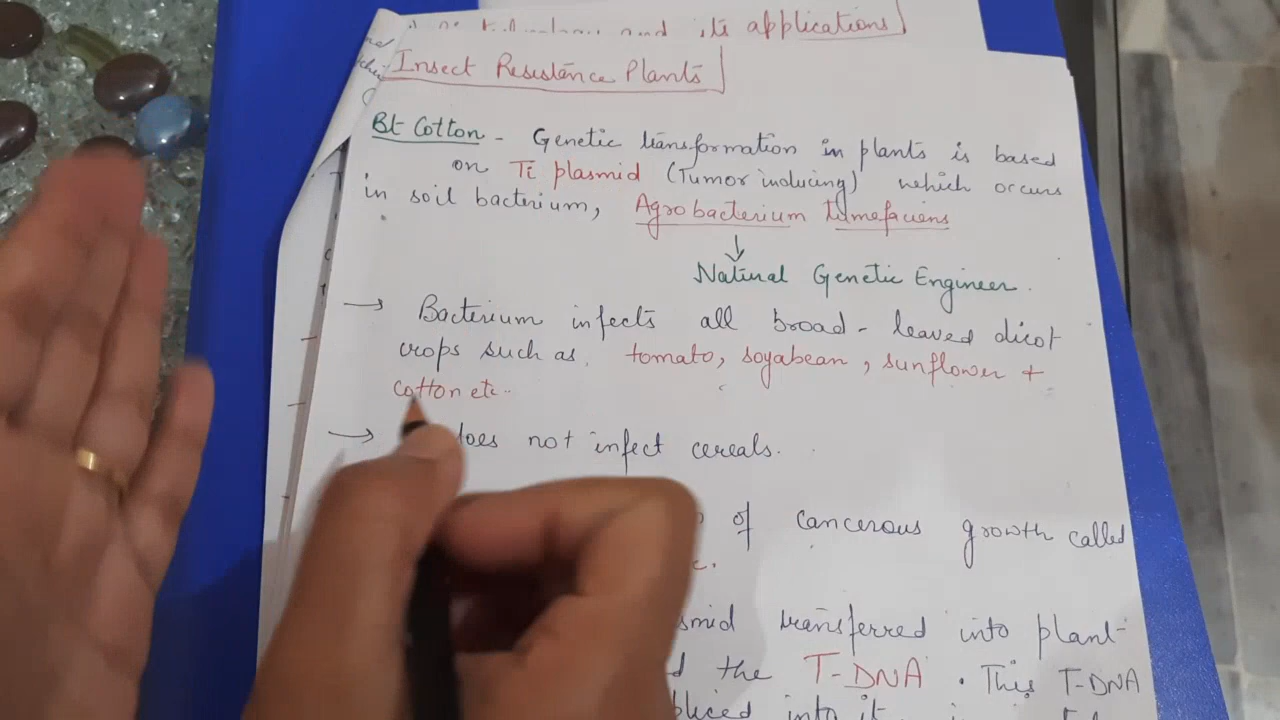 and its applications
Insect Resistance Plants
Bt Cotton - Genetic transformation in plants is based
on Ti plasmid (Tumor inducing) which occurs
in soil bacterium, Agrobacterium tumefaciens
↓
Natural Genetic Engineer.
→ Bacterium infects all broad-leaved dicot
crops such as tomato, soyabean, sunflower +
cotton etc..
→ does not infect cereals.
of cancerous growth called
transferred into plant
the T-DNA. This T-DNA
into it